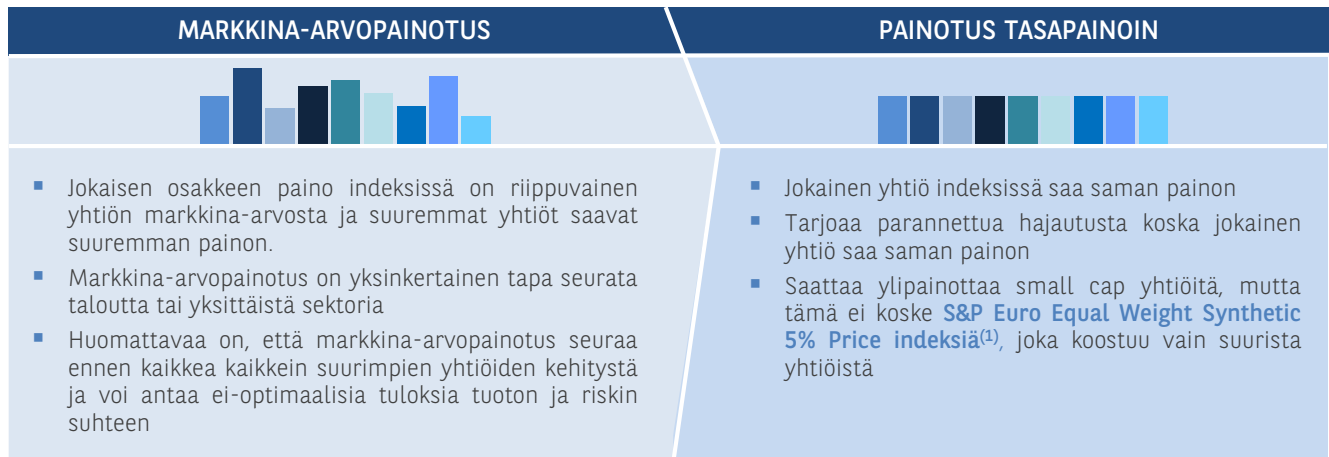 MARKKINA-ARVOPAINOTUS
▪ Jokaisen osakkeen paino indeksissä on riippuvainen
yhtiön markkina-arvosta ja suuremmat yhtiöt saavat
suuremman painon.
▪ Markkina-arvopainotus on yksinkertainen tapa seurata
taloutta tai yksittäistä sektoria
▪ Huomattavaa on, että markkina-arvopainotus seuraa
ennen kaikkea kaikkein suurimpien yhtiöiden kehitystä
ja voi antaa ei-optimaalisia tuloksia tuoton ja riskin
suhteen
PAINOTUS TASAPAINOIN
▪ Jokainen yhtiö indeksissä saa saman painon
▪ Tarjoaa parannettua hajautusta koska jokainen
yhtiö saa saman painon
▪ Saattaa ylipainottaa small cap yhtiöitä, mutta
tämä ei koske S&P Euro Equal Weight Synthetic
5% Price indeksiä(1), joka koostuu vain suurista
yhtiöistä